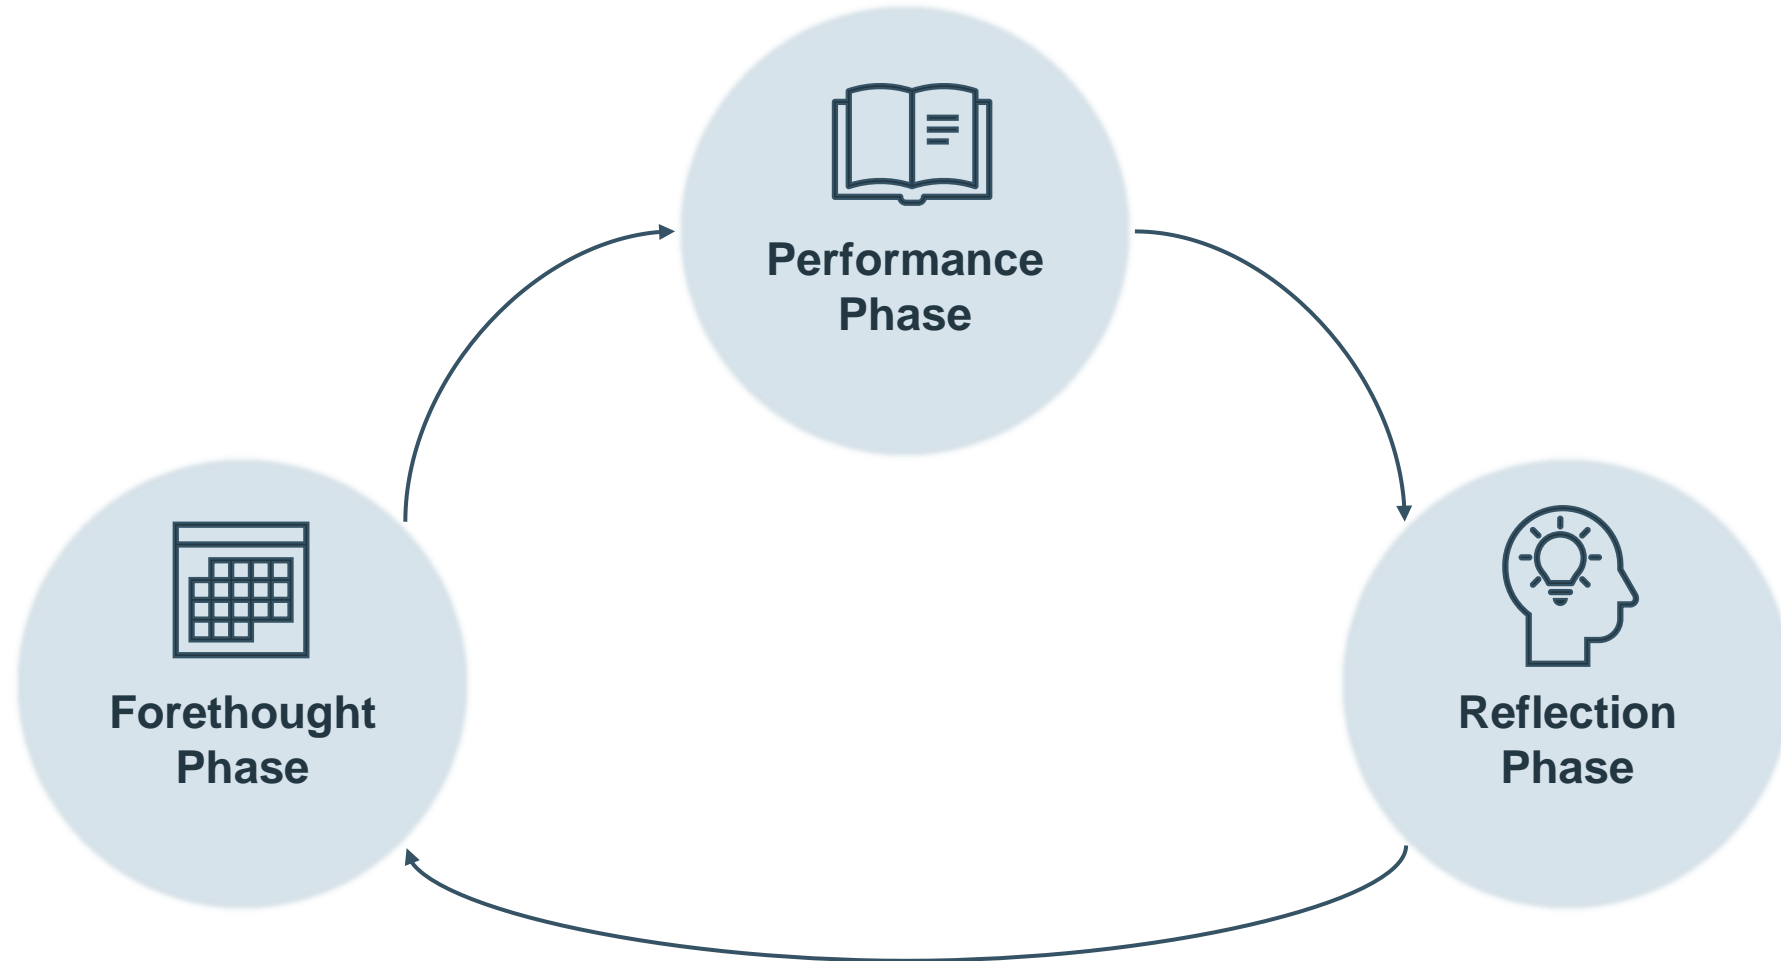 Performance
Phase
Forethought
Phase
Reflection
Phase